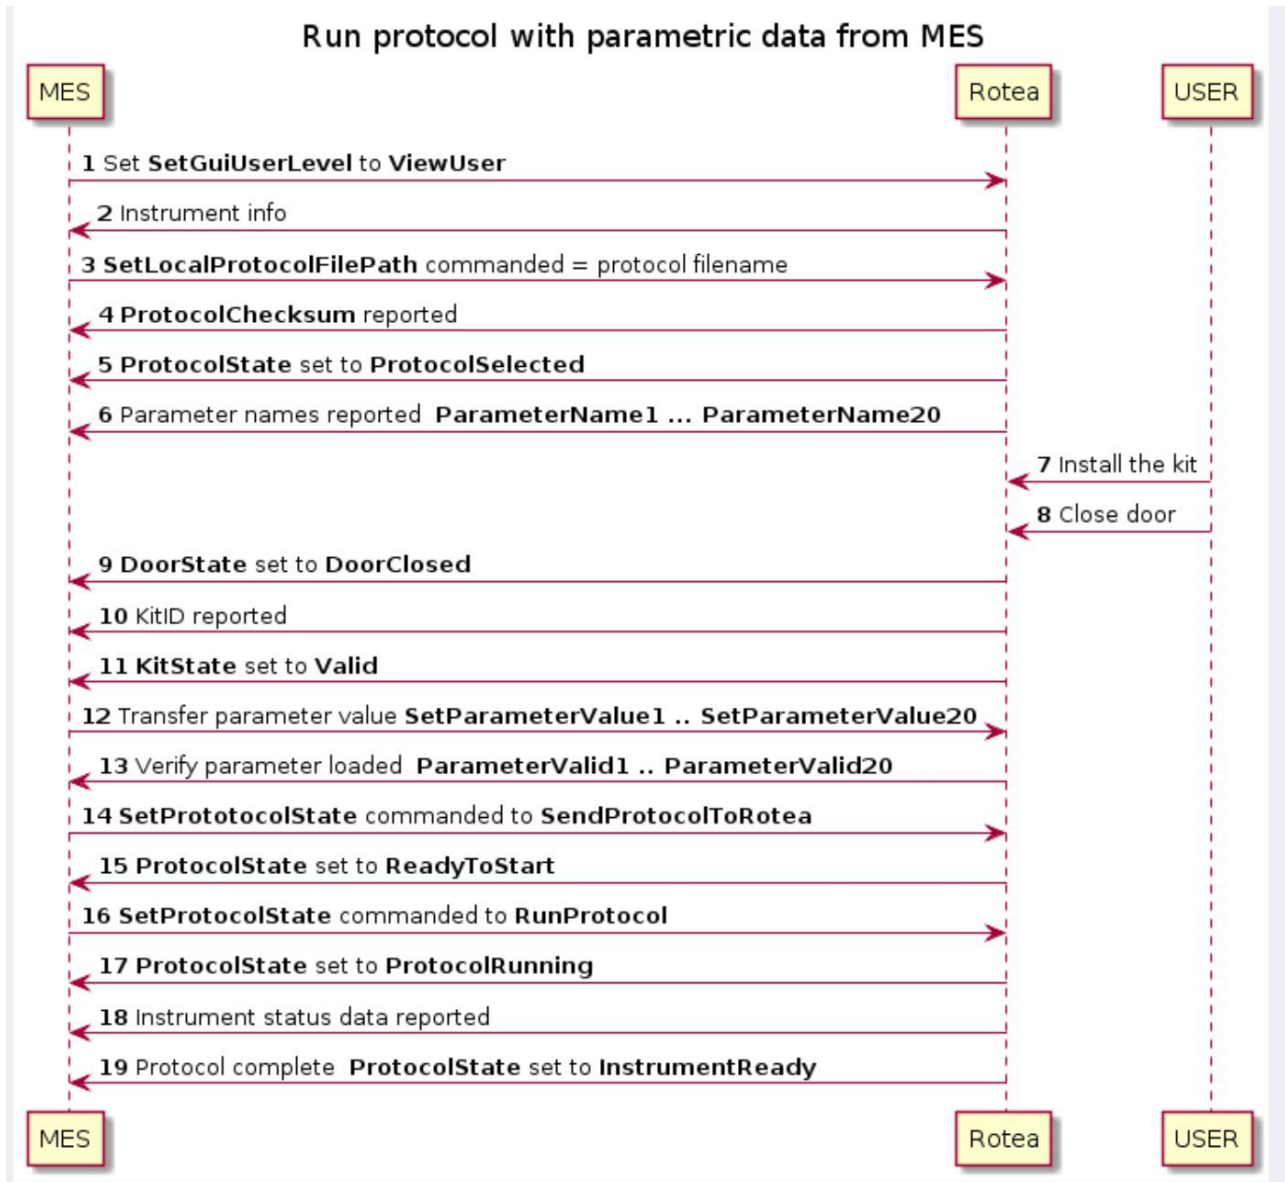 Run protocol with parametric data from MES
MES Rotea USER
1 Set SetGuiUserLevel to ViewUser
2 Instrument info
3 SetLocalProtocolFilePath commanded = protocol filename
4 ProtocolChecksum reported
5 ProtocolState set to ProtocolSelected
6 Parameter names reported ParameterName1 ... ParameterName20
7 Install the kit
8 Close door
9 DoorState set to DoorClosed
10 KitID reported
11 KitState set to Valid
12 Transfer parameter value SetParameterValue1 .. SetParameterValue20
13 Verify parameter loaded ParameterValid1 .. ParameterValid20
14 SetPrototocolState commanded to SendProtocolToRotea
15 ProtocolState set to ReadyToStart
16 SetProtocolState commanded to RunProtocol
17 ProtocolState set to ProtocolRunning
18 Instrument status data reported
19 Protocol complete ProtocolState set to InstrumentReady
MES Rotea USER